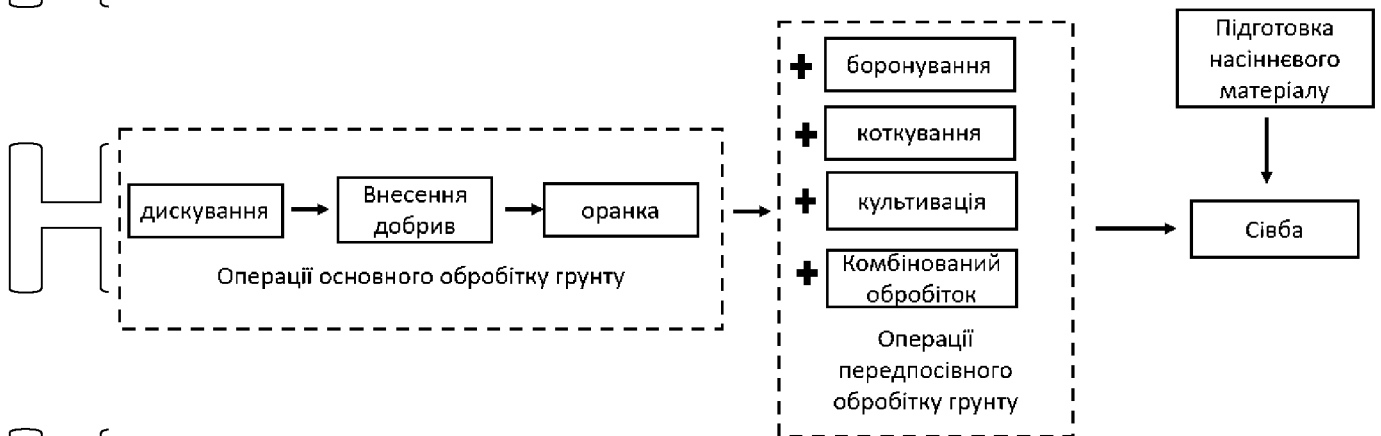 дискування
Внесення
добрив
оранка
Операції основного обробітку грунту
боронування
коткування
культивація
Комбінований
обробіток
Операції
передпосівного
обробітку грунту
Підготовка
насіннєвого
матеріалу
Сівба